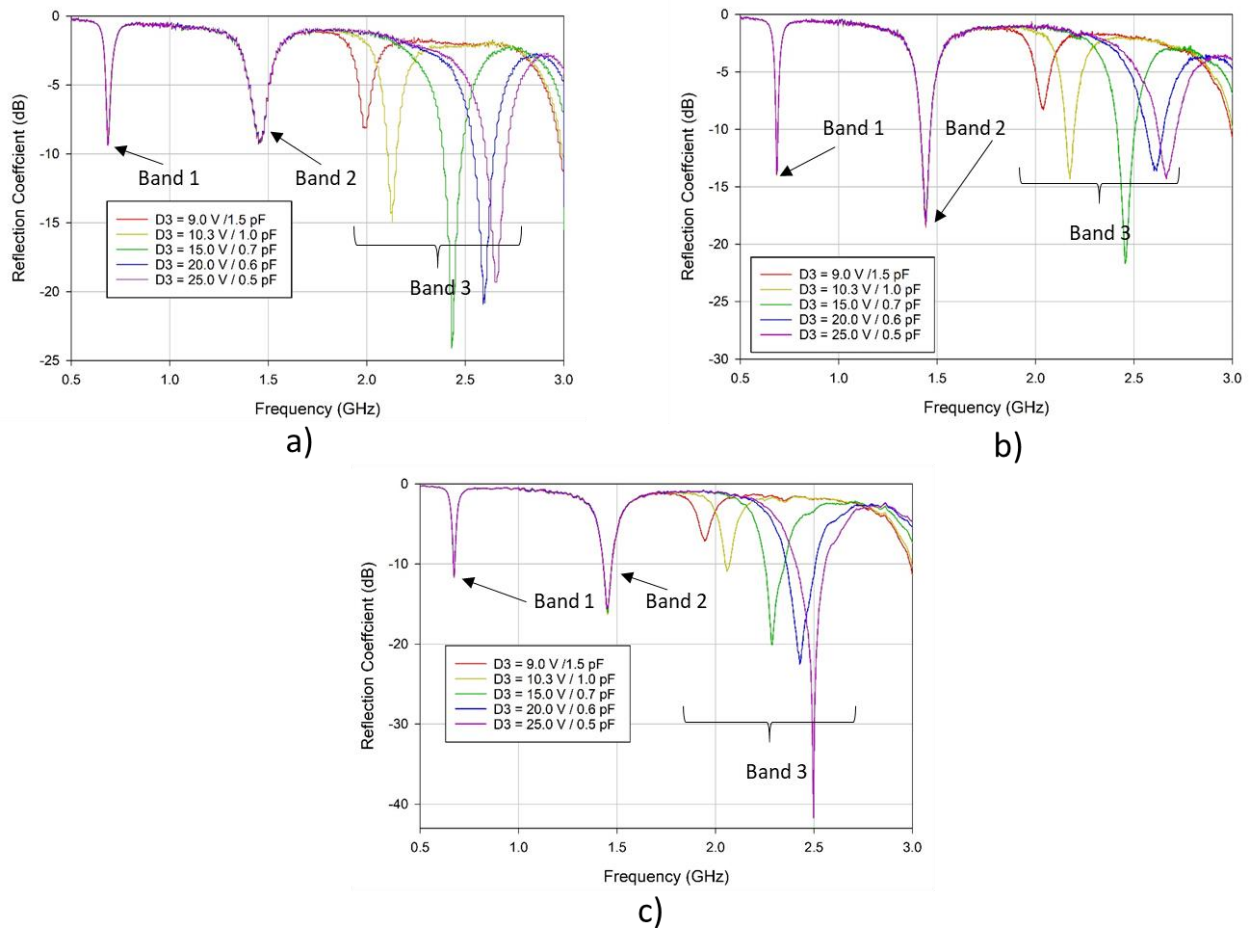 0
-5
-10
-15
-20
-25
Reflection Coeffcient (dB)
Band 1
Band 2
Band 3
D3 = 9.0 V /1.5 pF
D3 = 10.3 V / 1.0 pF
D3 = 15.0 V / 0.7 pF
D3 = 20.0 V / 0.6 pF
D3 = 25.0 V / 0.5 pF
0.5 1.0 1.5 2.0 2.5 3.0
Frequency (GHz)
a)
0
-5
-10
-15
-20
-25
-30
Reflection Coeffcient (dB)
Band 1
Band 2
Band 3
D3 = 9.0 V /1.5 pF
D3 = 10.3 V / 1.0 pF
D3 = 15.0 V / 0.7 pF
D3 = 20.0 V / 0.6 pF
D3 = 25.0 V / 0.5 pF
0.5 1.0 1.5 2.0 2.5 3.0
Frequency (GHz)
b)
0
-10
-20
-30
-40
Reflection Coeffcient (dB)
Band 1
Band 2
D3 = 9.0 V /1.5 pF
D3 = 10.3 V / 1.0 pF
D3 = 15.0 V / 0.7 pF
D3 = 20.0 V / 0.6 pF
D3 = 25.0 V / 0.5 pF
Band 3
0.5 1.0 1.5 2.0 2.5 3.0
Frequency (GHz)
c)